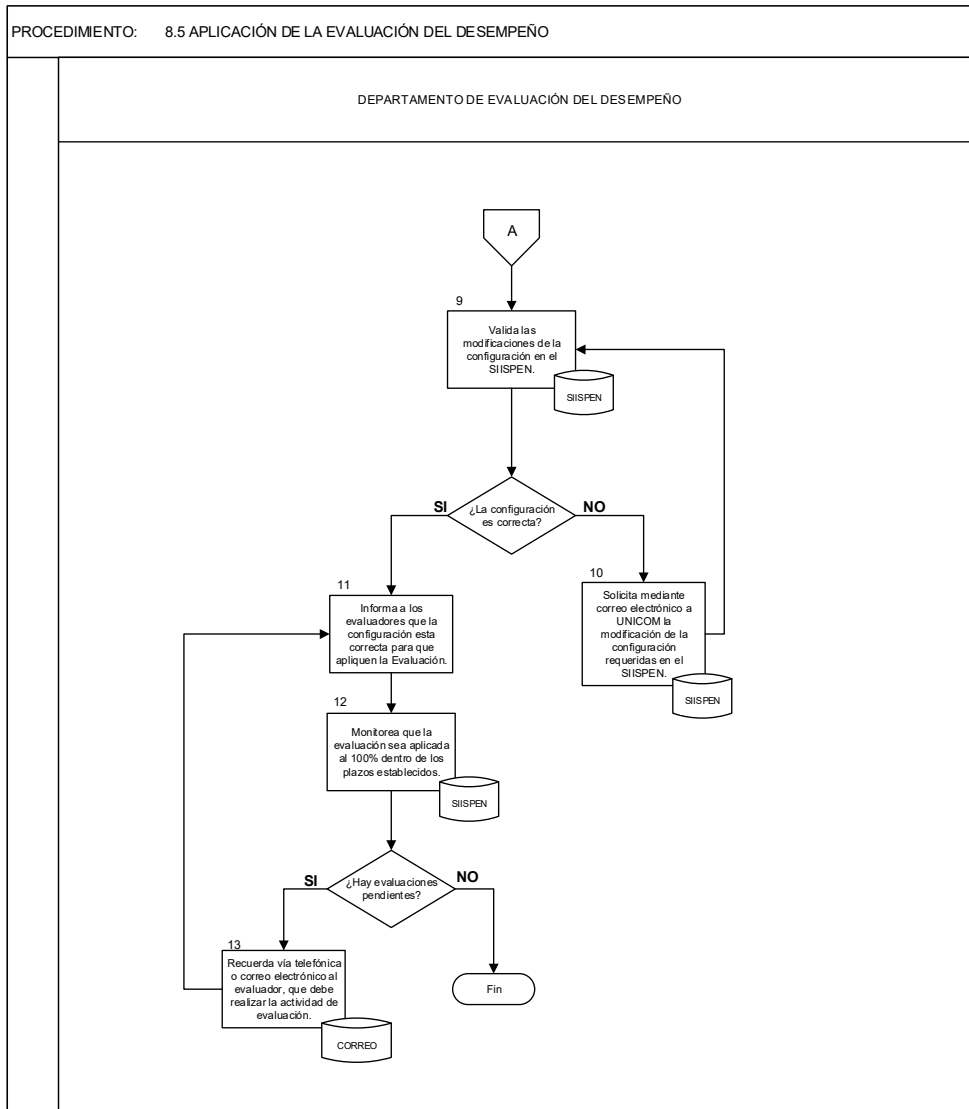 PROCEDIMIENTO: 8.5 APLICACIÓN DE LA EVALUACIÓN DEL DESEMPEÑO
DEPARTAMENTO DE EVALUACIÓN DEL DESEMPEÑO
A
9
Valida las
modificaciones de la
configuración en el
SIISPEN.
SIISPEN
¿La configuración
es correcta?
SI
NO
10
Solicita mediante
correo electrónico a
UNICOM la
modificación de la
configuración
requeridas en el
SIISPEN.
SIISPEN
11
Informa a los
evaluadores que la
configuración esta
correcta para que
apliquen la Evaluación.
12
Monitorea que la
evaluación sea aplicada
al 100% dentro de los
plazos establecidos.
SIISPEN
¿Hay evaluaciones
pendientes?
SI
NO
13
Recuerda vía telefónica
o correo electrónico al
evaluador, que debe
realizar la actividad de
evaluación.
CORREO
Fin